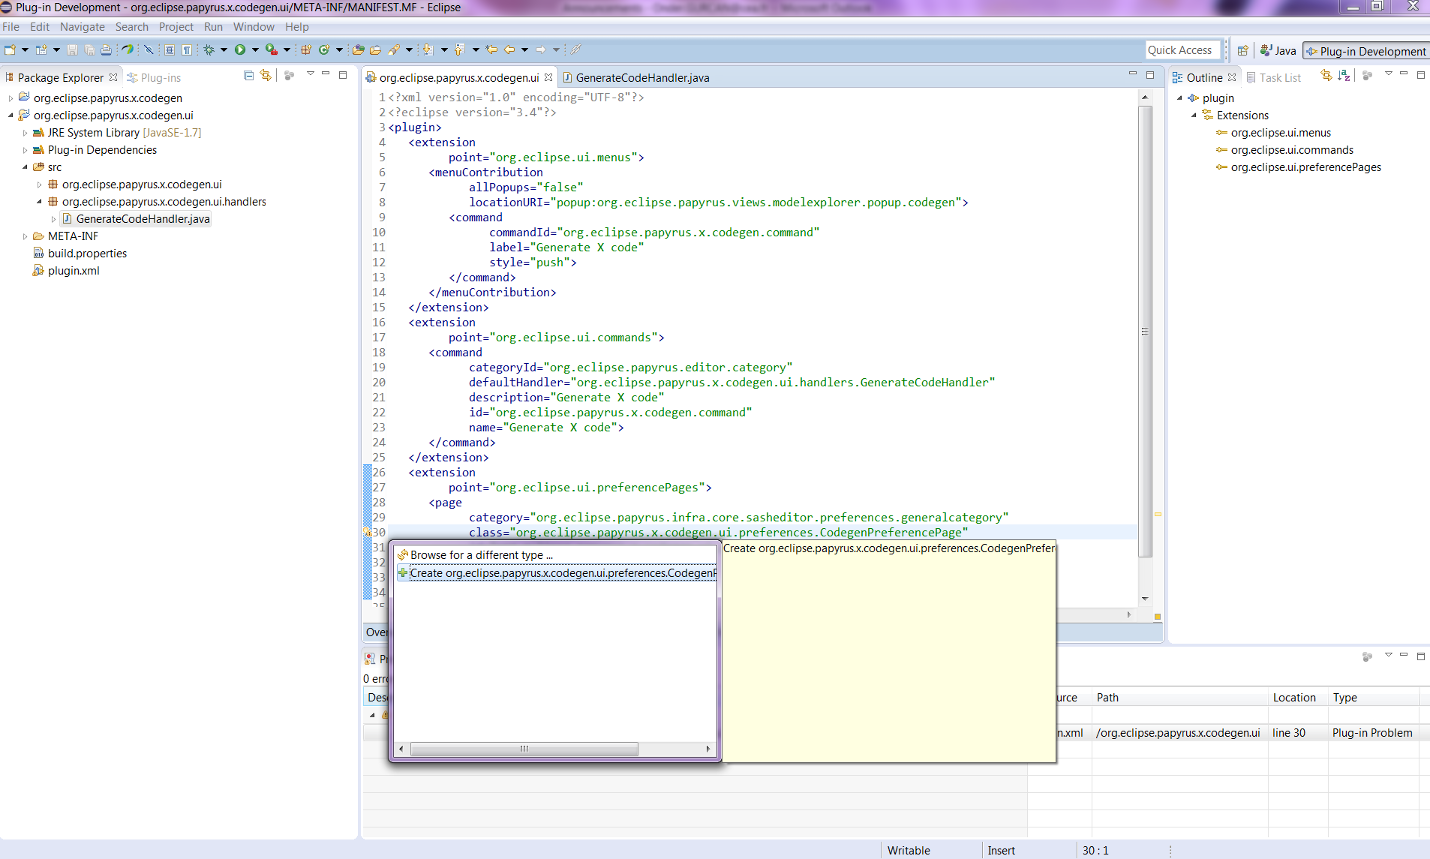 Plug-in Development - org.eclipse.papyrus.x.codegen.ui/META-INF/MANIFEST.MF - Eclipse
File Edit Navigate Search Project Run Window Help
Quick Access
Java
Plug-in Development
Package Explorer
Plug-ins
org.eclipse.papyrus.x.codegen
org.eclipse.papyrus.x.codegen.ui
JRE System Library [JavaSE-1.7]
Plug-in Dependencies
src
org.eclipse.papyrus.x.codegen.ui
org.eclipse.papyrus.x.codegen.ui.handlers
GenerateCodeHandler.java
META-INF
build.properties
plugin.xml
org.eclipse.papyrus.x.codegen.ui
GenerateCodeHandler.java
1 <?xml version="1.0" encoding="UTF-8"?>
2 <?eclipse version="3.4"?>
3 <plugin>
4 <extension
5 point="org.eclipse.ui.menus">
6 <menuContribution
7 allPopups="false"
8 locationURI="popup:org.eclipse.papyrus.views.modelexplorer.popup.codegen">
9 <command
10 commandId="org.eclipse.papyrus.x.codegen.command"
11 label="Generate X code"
12 style="push">
13 </command>
14 </menuContribution>
15 </extension>
16 <extension
17 point="org.eclipse.ui.commands">
18 <command
19 categoryId="org.eclipse.papyrus.editor.category"
20 defaultHandler="org.eclipse.papyrus.x.codegen.ui.handlers.GenerateCodeHandler"
21 description="Generate X code"
22 id="org.eclipse.papyrus.x.codegen.command"
23 name="Generate X code">
24 </command>
25 </extension>
26 <extension
27 point="org.eclipse.ui.preferencePages">
28 <page
29 category="org.eclipse.papyrus.infra.core.sasheditor.preferences.generalcategory"
30 class="org.eclipse.papyrus.x.codegen.ui.preferences.CodegenPreferencePage"
31
32
33
34
Browse for a different type ...
Create org.eclipse.papyrus.x.codegen.ui.preferences.CodegenP
Create org.eclipse.papyrus.x.codegen.ui.preferences.CodegenPrefer
Outline
Task List
plugin
Extensions
org.eclipse.ui.menus
org.eclipse.ui.commands
org.eclipse.ui.preferencePages
Over
Pr
0 erro
Desc
urce Path Location Type
n.xml /org.eclipse.papyrus.x.codegen.ui line 30 Plug-in Problem
Writable Insert 30 : 1